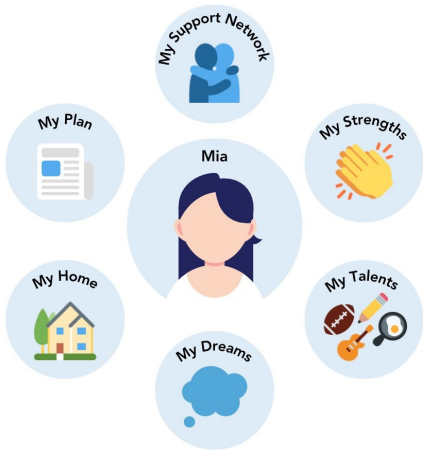 My Support Network
My Plan
My Strengths
Mia
My Home
My Talents
My Dreams